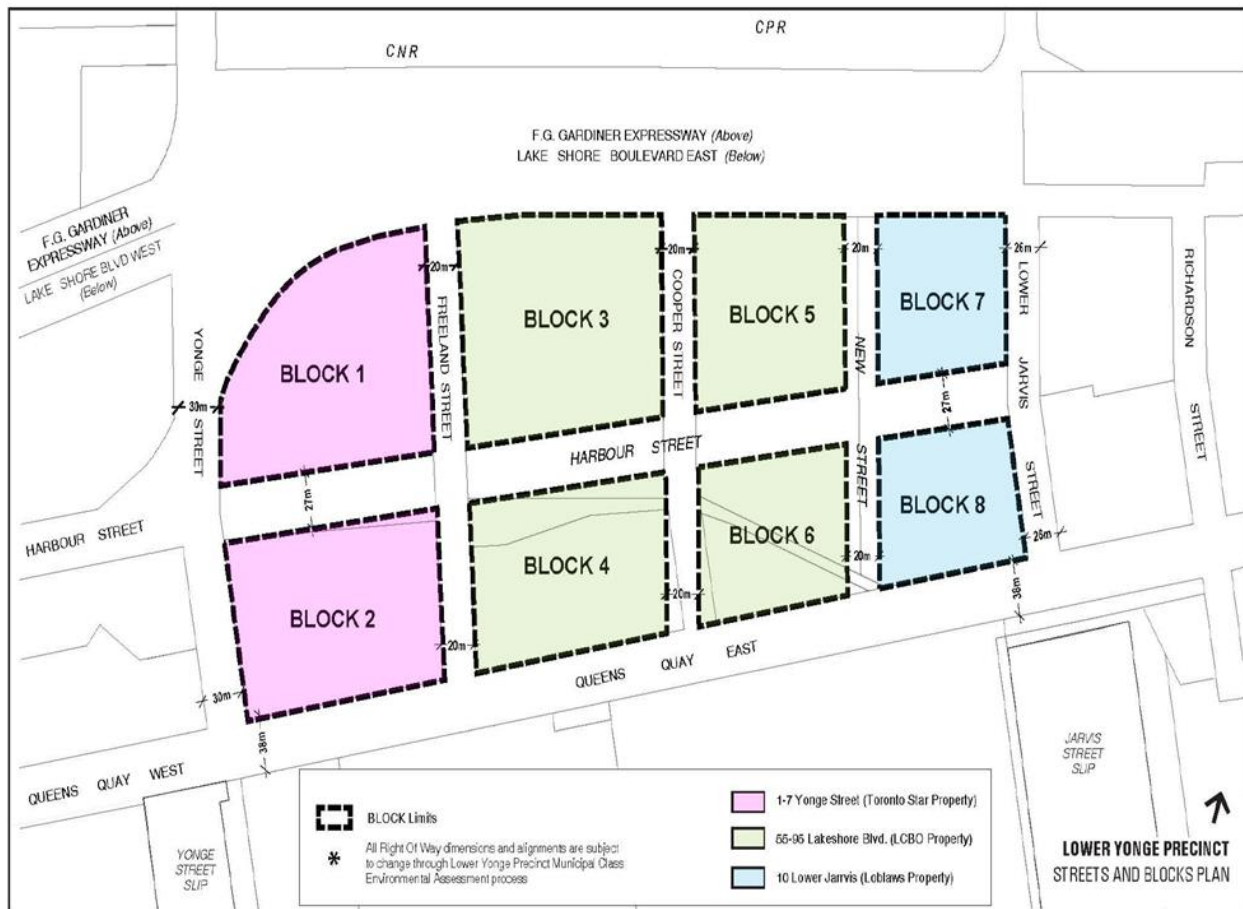 CNR
CPR
F.G. GARDINER EXPRESSWAY (Above)
LAKE SHORE BOULEVARD EAST (Below)
F.G. GARDINER
EXPRESSWAY (Above)
LAKE SHORE BLVD WEST
(Below)
YONGE
STREET
30m
BLOCK 1
20m
FREELAND STREET
BLOCK 3
20m
COOPER STREET
BLOCK 5
20m
NEW
STREET
BLOCK 7
26m
LOWER
JARVIS
STREET
RICHARDSON
STREET
27m
HARBOUR STREET
27m
HARBOUR STREET
BLOCK 2
30m
38m
20m
BLOCK 4
20m
BLOCK 6
20m
BLOCK 8
26m
38m
QUEENS QUAY EAST
QUEENS QUAY WEST
YONGE
STREET
SLIP
JARVIS
STREET
SLIP
BLOCK Limits
* All Right Of Way dimensions and alignments are subject
to change through Lower Yonge Precinct Municipal Class
Environmental Assessment process
1-7 Yonge Street (Toronto Star Property)
55-95 Lakeshore Blvd. (LCBO Property)
10 Lower Jarrvis (Loblaws Property)
LOWER YONGE PRECINCT
STREETS AND BLOCKS PLAN